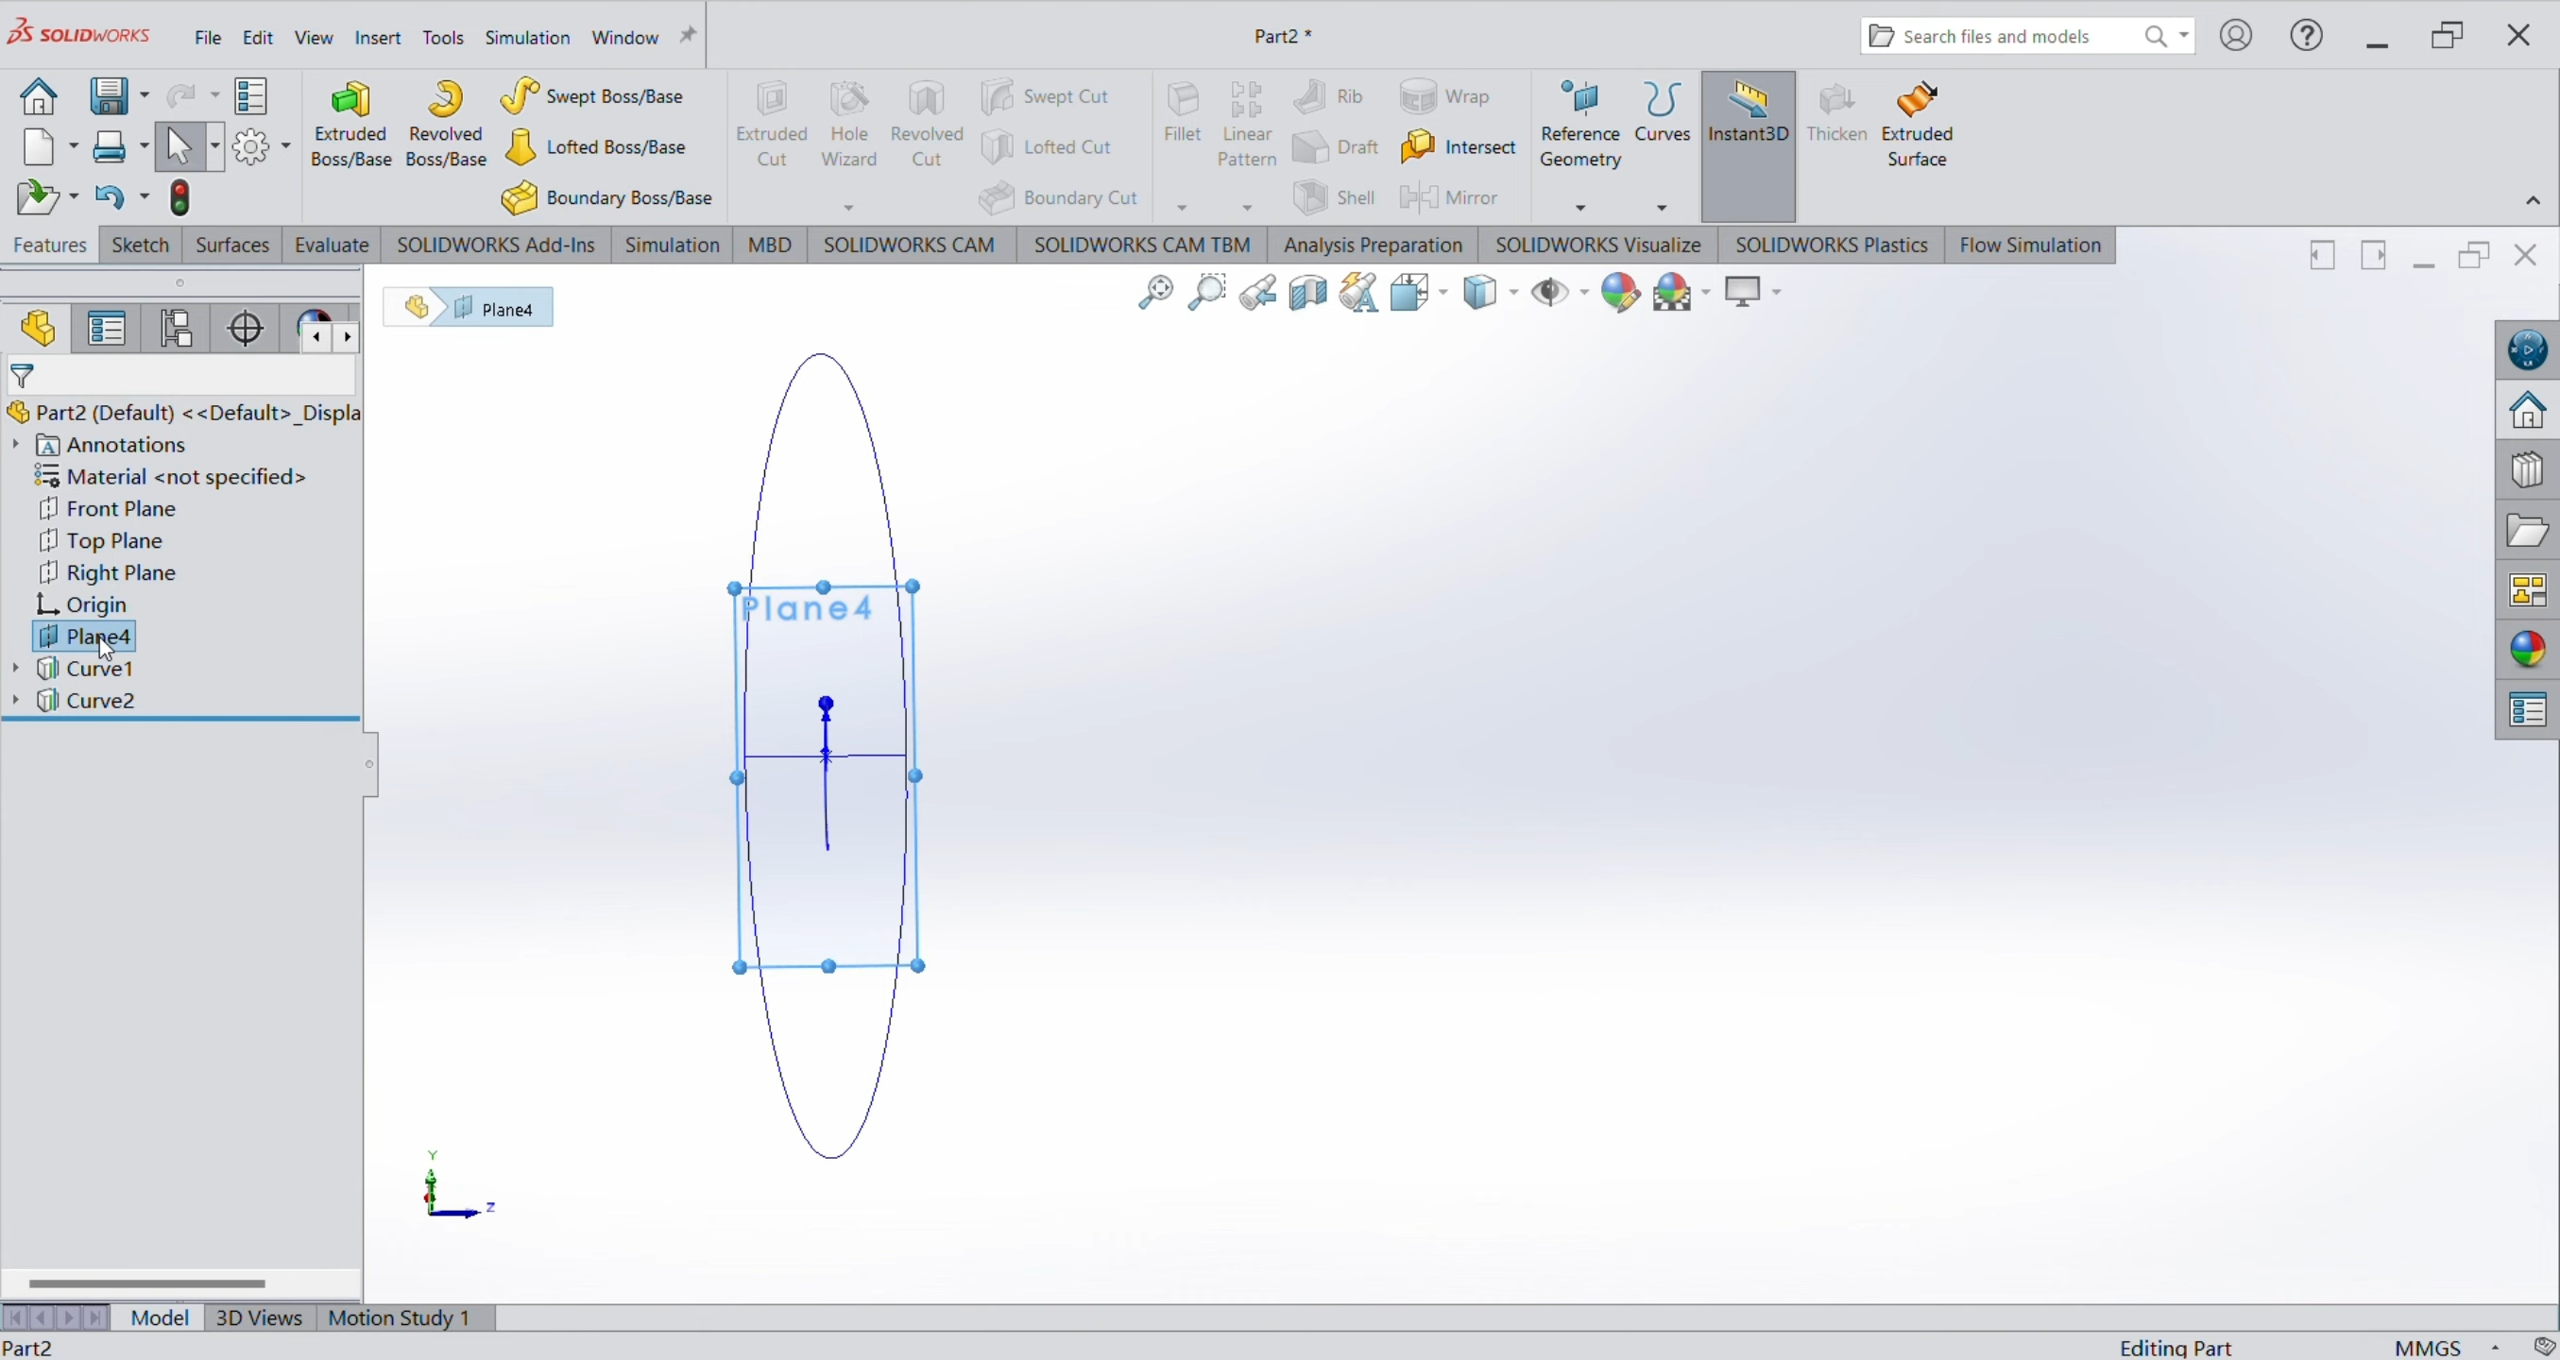 SOLIDWORKS File Edit View Insert Tools Simulation Window Part2 * Search files and models
Extruded Boss/Base
Revolved Boss/Base
Swept Boss/Base
Lofted Boss/Base
Boundary Boss/Base
Extruded Cut
Hole Wizard
Revolved Cut
Swept Cut
Lofted Cut
Boundary Cut
Fillet
Linear Pattern
Rib
Draft
Shell
Wrap
Intersect
Mirror
Reference Geometry
Curves
Instant3D
Thicken
Extruded Surface
Features Sketch Surfaces Evaluate SOLIDWORKS Add-Ins Simulation MBD SOLIDWORKS CAM SOLIDWORKS CAM TBM Analysis Preparation SOLIDWORKS Visualize SOLIDWORKS Plastics Flow Simulation
Plane4
Part2 (Default) <<Default>_Displa
Annotations
Material <not specified>
Front Plane
Top Plane
Right Plane
Origin
Plane4
Curve1
Curve2
Plane4
Y
Z
Model 3D Views Motion Study 1
Part2 Editing Part MMGS